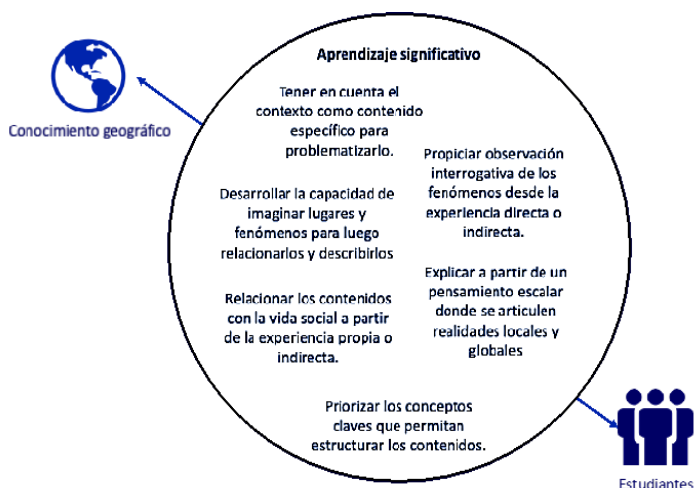 Aprendizaje significativo
Conocimiento geográfico
Tener en cuenta el
contexto como contenido
específico para
problematizarlo.
Propiciar observación
interrogativa de los
fenómenos desde la
experiencia directa o
indirecta.
Desarrollar la capacidad de
imaginar lugares y
fenómenos para luego
relacionarlos y describirlos
Explicar a partir de un
pensamiento escalar
donde se articulen
realidades locales y
globales
Relacionar los contenidos
con la vida social a partir
de la experiencia propia o
indirecta.
Priorizar los conceptos
claves que permitan
estructurar los contenidos.
Estudiantes